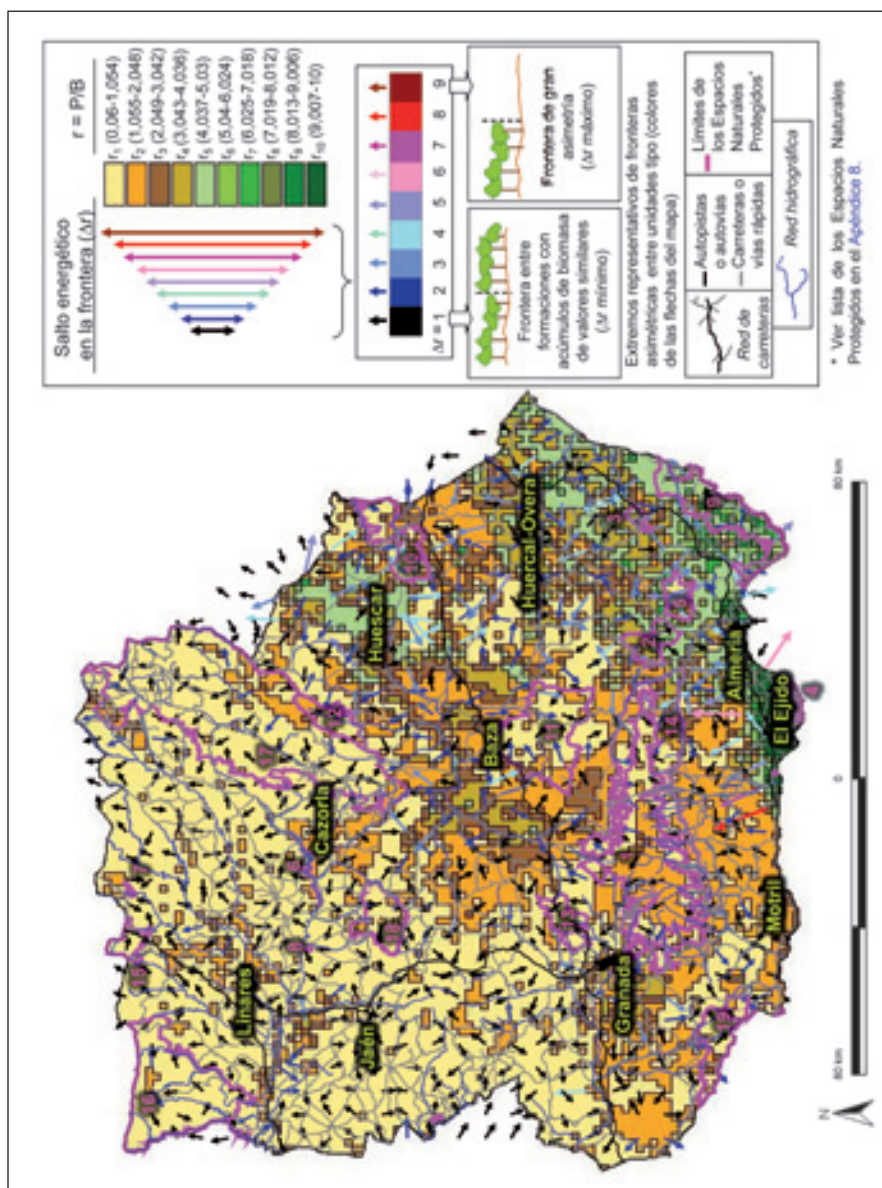 Salto energético
en la frontera (Δr)
r = P/B
r₁ (0,06-1,054)
r₂ (1,055-2,048)
r₃ (2,049-3,042)
r₄ (3,043-4,036)
r₅ (4,037-5,03)
r₆ (5,04-6,024)
r₇ (6,025-7,018)
r₈ (7,019-8,012)
r₉ (8,013-9,006)
r₁₀ (9,007-10)
Δr = 1 2 3 4 5 6 7 8 9
Frontera entre
formaciones con
acúmulos de biomasa
de valores similares
(Δr mínimo)
Frontera de gran
asimetría
(Δr máximo)
Extremos representativos de fronteras
asimétricas entre unidades tipo (colores
de las flechas del mapa)
Red de
carreteras
Autopistas
o autovías
Carreteras o
vías rápidas
Límites de
los Espacios
Naturales
Protegidos*
Red hidrográfica
* Ver lista de los Espacios Naturales
Protegidos en el Apéndice 8.
Linares
Jaén
Cazorla
Huescar
Baza
Granada
Huercal-Overa
Motril
El Ejido
Almería
N
80 km
0
80 km